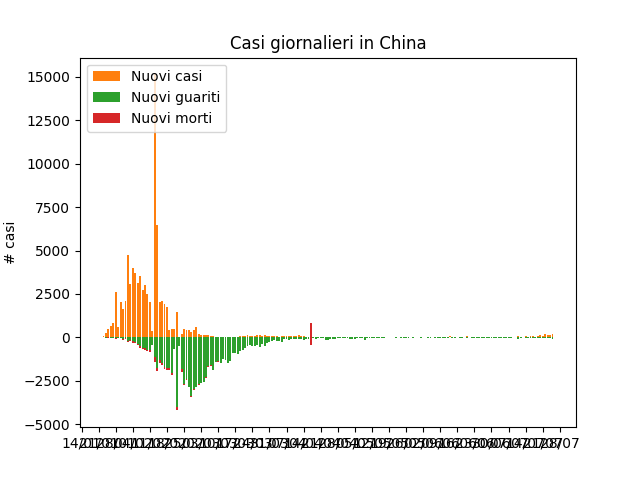 Casi giornalieri in China
Nuovi casi
Nuovi guariti
Nuovi morti
# casi
15000
12500
10000
7500
5000
2500
0
−2500
−5000